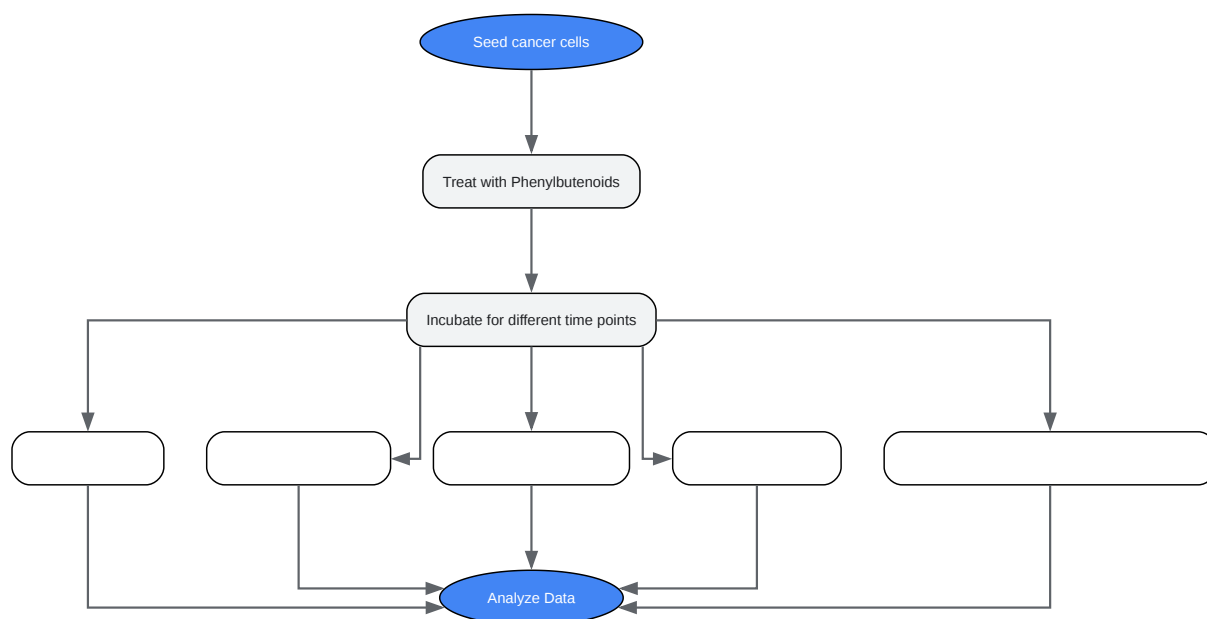 Seed cancer cells
Treat with Phenylbutenoids
Incubate for different time points
Analyze Data